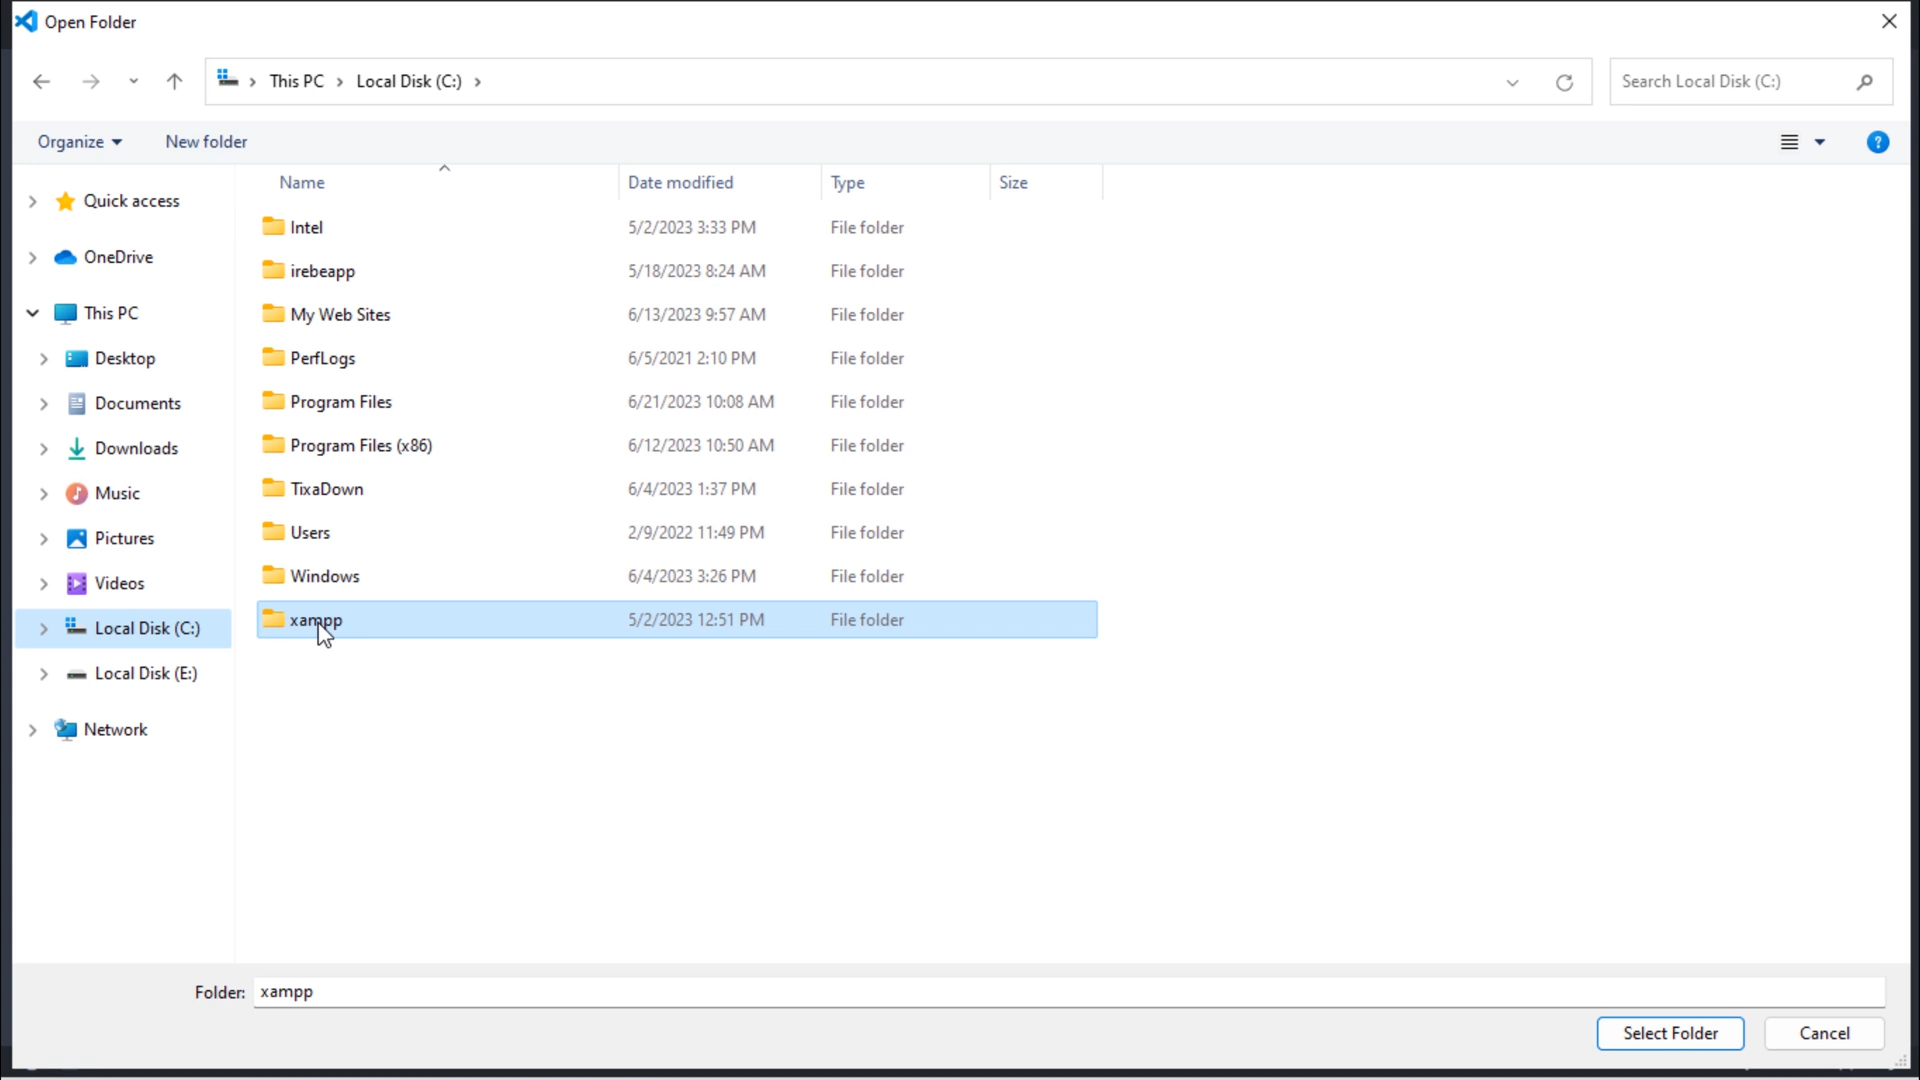 Open Folder
This PC Local Disk (C:)
Search Local Disk (C:)
Organize
New folder
?
Name Date modified Type Size
Quick access
OneDrive
This PC
Desktop
Documents
Downloads
Music
Pictures
Videos
Local Disk (C:)
Local Disk (E:)
Network
Intel 5/2/2023 3:33 PM File folder
irebeapp 5/18/2023 8:24 AM File folder
My Web Sites 6/13/2023 9:57 AM File folder
PerfLogs 6/5/2021 2:10 PM File folder
Program Files 6/21/2023 10:08 AM File folder
Program Files (x86) 6/12/2023 10:50 AM File folder
TixaDown 6/4/2023 1:37 PM File folder
Users 2/9/2022 11:49 PM File folder
Windows 6/4/2023 3:26 PM File folder
xampp 5/2/2023 12:51 PM File folder
Folder: xampp
Select Folder Cancel